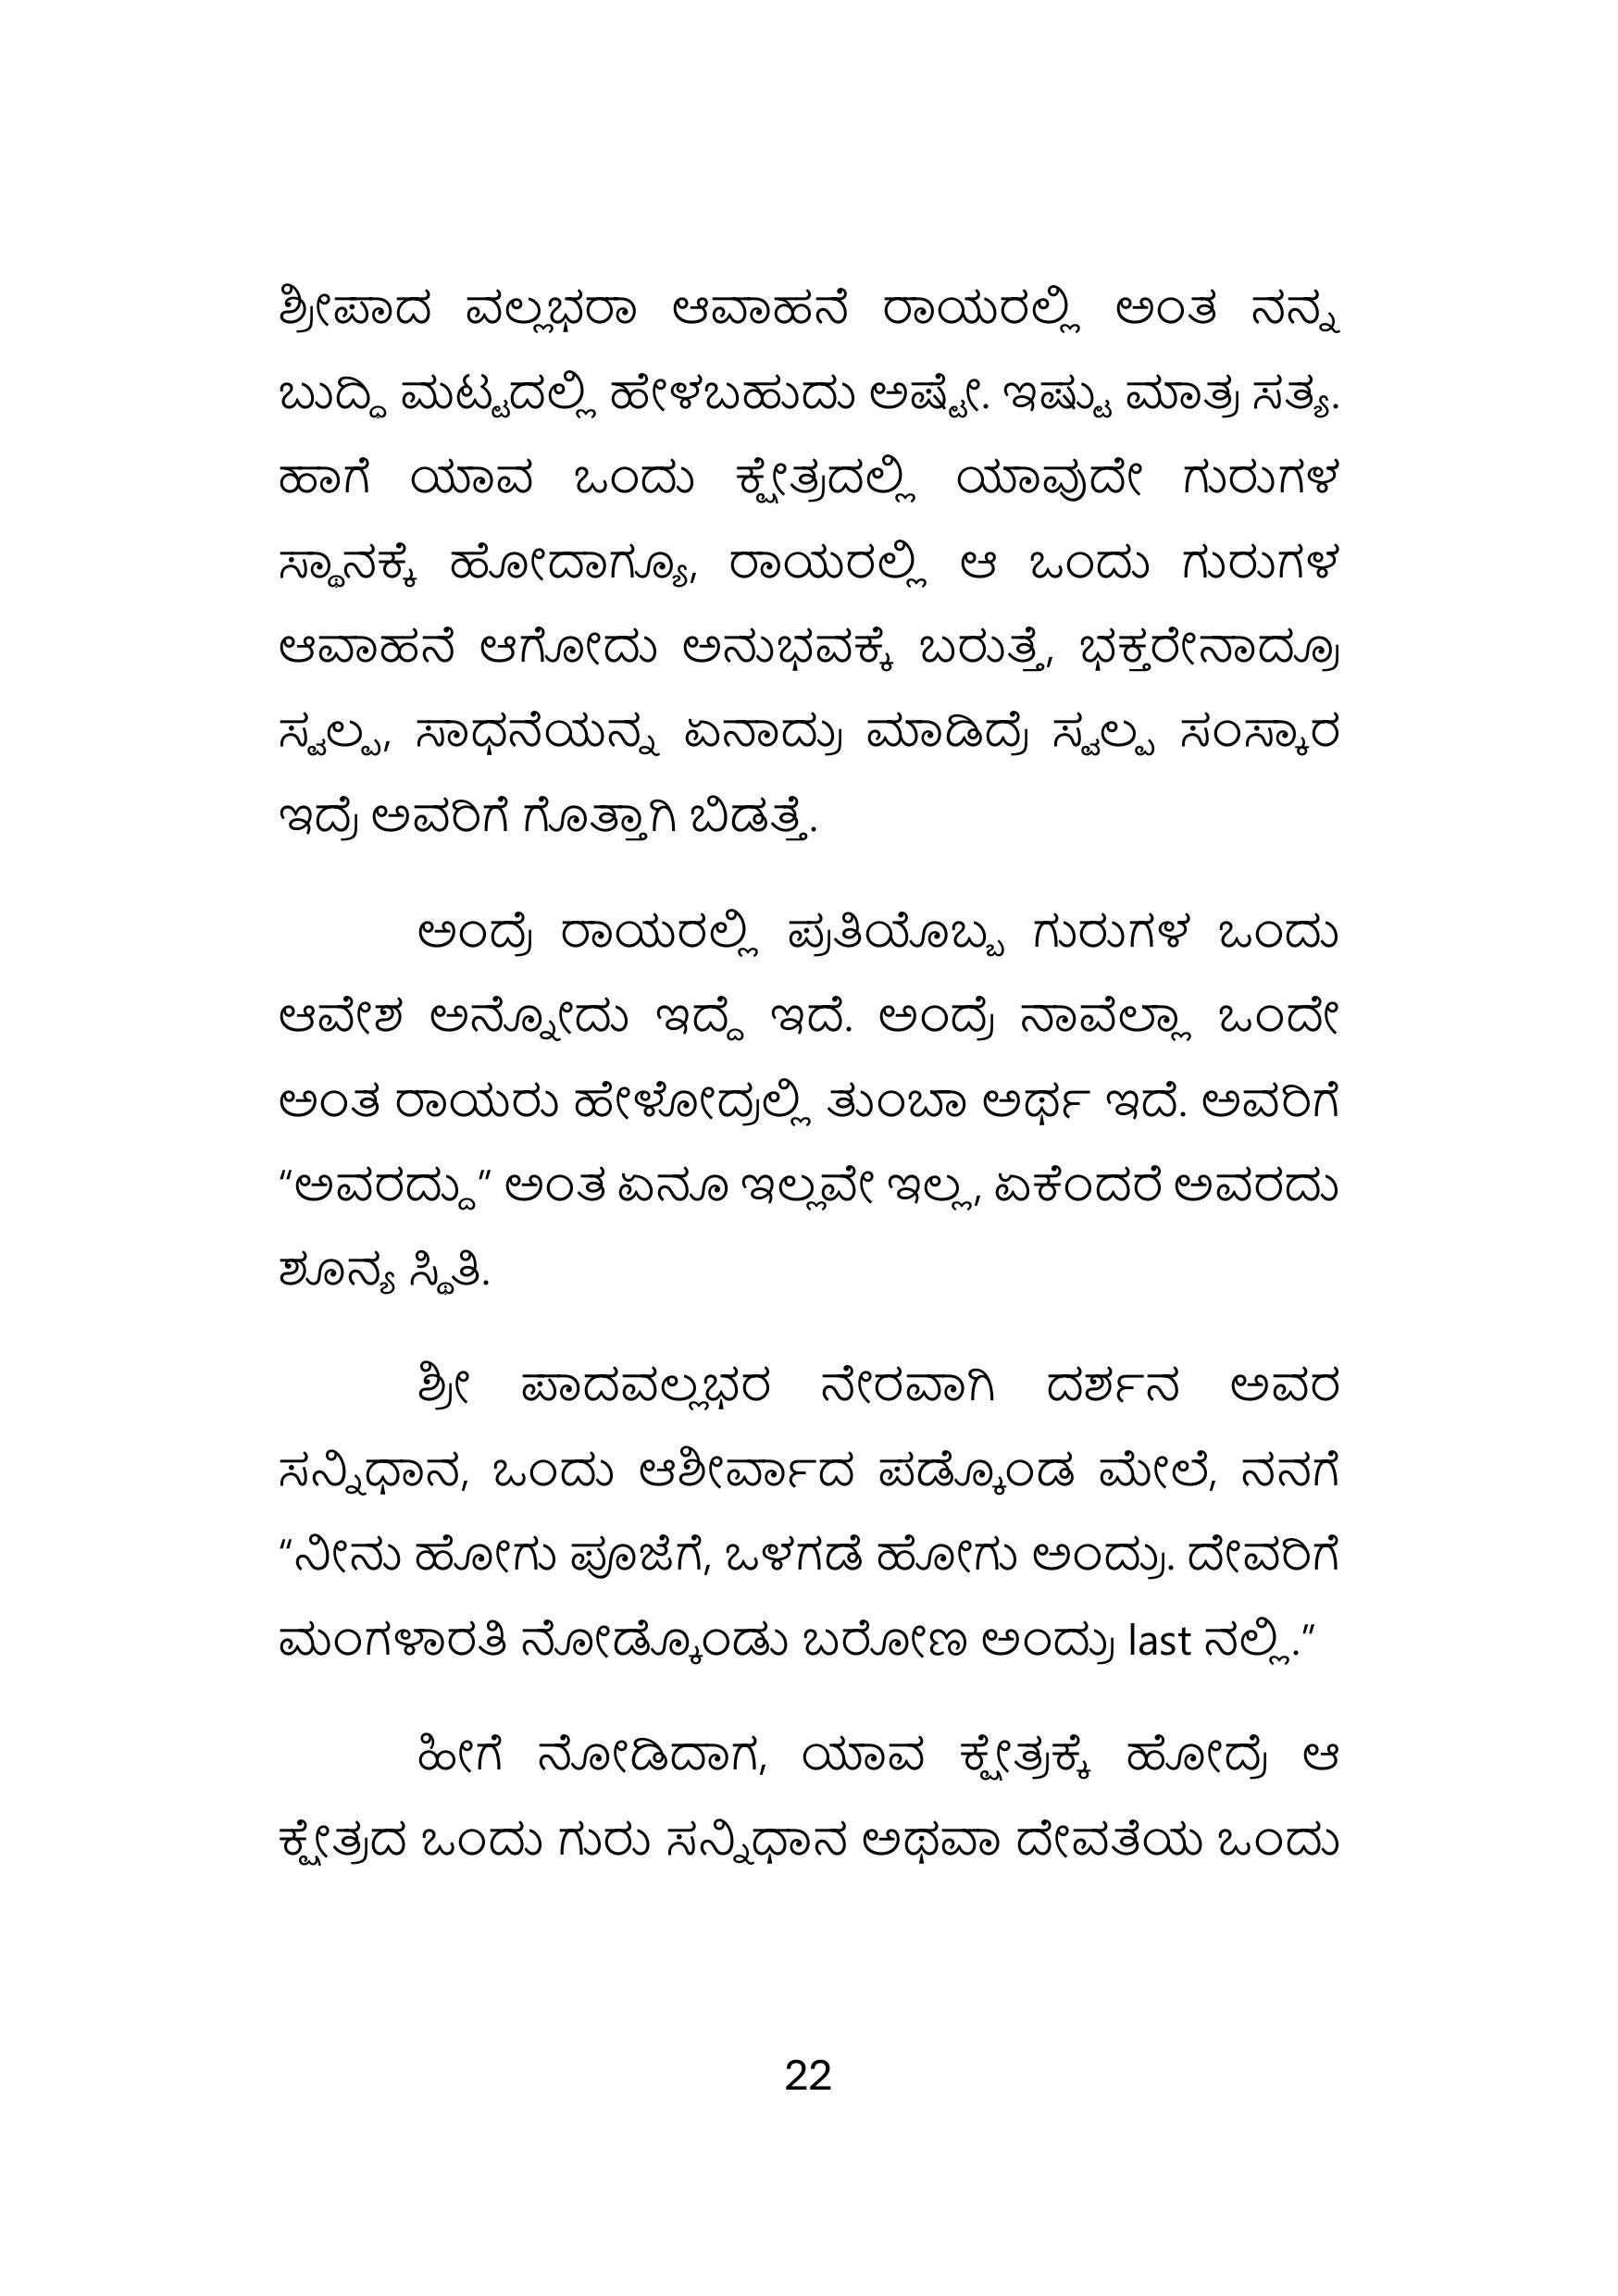 ಶ್ರೀಪಾದ ವಲ್ಲಭರಾ ಆವಾಹನೆ ರಾಯರಲ್ಲಿ ಅಂತ ನನ್ನ
ಬುದ್ಧಿ ಮಟ್ಟದಲ್ಲಿ ಹೇಳಬಹುದು ಅಷ್ಟೇ. ಇಷ್ಟು ಮಾತ್ರ ಸತ್ಯ.
ಹಾಗೆ ಯಾವ ಒಂದು ಕ್ಷೇತ್ರದಲ್ಲಿ ಯಾವುದೇ ಗುರುಗಳ
ಸ್ಥಾನಕ್ಕೆ ಹೋದಾಗ್ಯೂ, ರಾಯರಲ್ಲಿ ಆ ಒಂದು ಗುರುಗಳ
ಆವಾಹನೆ ಆಗೋದು ಅನುಭವಕ್ಕೆ ಬರುತ್ತೆ, ಭಕ್ತರೇನಾದ್ರೂ
ಸ್ವಲ್ಪ, ಸಾಧನೆಯನ್ನ ಏನಾದ್ರು ಮಾಡಿದ್ರೆ ಸ್ವಲ್ಪ ಸಂಸ್ಕಾರ
ಇದ್ರೆ ಅವರಿಗೆ ಗೊತ್ತಾಗಿ ಬಿಡತ್ತೆ.
ಅಂದ್ರೆ ರಾಯರಲ್ಲಿ ಪ್ರತಿಯೊಬ್ಬ ಗುರುಗಳ ಒಂದು
ಆವೇಶ ಅನ್ನೋದು ಇದ್ದೆ ಇದೆ. ಅಂದ್ರೆ ನಾವೆಲ್ಲಾ ಒಂದೇ
ಅಂತ ರಾಯರು ಹೇಳೋದ್ರಲ್ಲಿ ತುಂಬಾ ಅರ್ಥ ಇದೆ. ಅವರಿಗೆ
“ಅವರದ್ದು” ಅಂತ ಏನೂ ಇಲ್ಲವೇ ಇಲ್ಲ, ಏಕೆಂದರೆ ಅವರದು
ಶೂನ್ಯ ಸ್ಥಿತಿ.
ಶ್ರೀ ಪಾದವಲ್ಲಭರ ನೇರವಾಗಿ ದರ್ಶನ ಅವರ
ಸನ್ನಿಧಾನ, ಒಂದು ಆಶೀರ್ವಾದ ಪಡ್ಕೊಂಡ ಮೇಲೆ, ನನಗೆ
“ನೀನು ಹೋಗು ಪೂಜೆಗೆ, ಒಳಗಡೆ ಹೋಗು ಅಂದ್ರು. ದೇವರಿಗೆ
ಮಂಗಳಾರತಿ ನೋಡ್ಕೊಂಡು ಬರೋಣ ಅಂದ್ರು last ನಲ್ಲಿ.”
ಹೀಗೆ ನೋಡಿದಾಗ, ಯಾವ ಕ್ಷೇತ್ರಕ್ಕೆ ಹೋದ್ರೆ ಆ
ಕ್ಷೇತ್ರದ ಒಂದು ಗುರು ಸನ್ನಿಧಾನ ಅಥವಾ ದೇವತೆಯ ಒಂದು
22